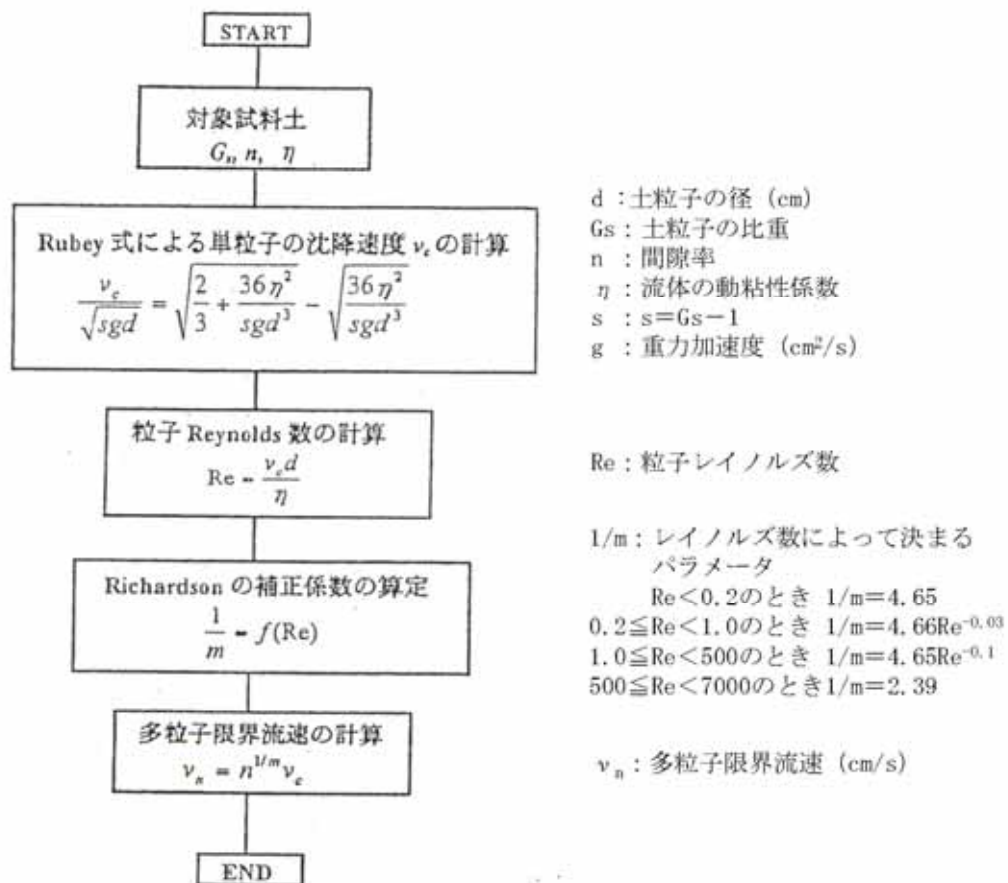 START
対象試料土
Gs, n, η
Rubey 式による単粒子の沈降速度 νc の計算
νc/√sgd = √(2/3 + 36η²/sgd³) − √(36η²/sgd³)
粒子 Reynolds 数の計算
Re = νc d/η
Richardson の補正係数の算定
1/m = f(Re)
多粒子限界流速の計算
νn = n^1/m νc
END
d ：土粒子の径（cm）
Gs：土粒子の比重
n ：間隙率
η：流体の動粘性係数
s ：s＝Gs−1
g ：重力加速度（cm²/s）
Re：粒子レイノルズ数
1/m：レイノルズ数によって決まる
パラメータ
Re＜0.2のとき 1/m＝4.65
0.2≦Re＜1.0のとき 1/m＝4.66Re⁻⁰·⁰³
1.0≦Re＜500のとき 1/m＝4.65Re⁻⁰·¹
500≦Re＜7000のとき1/m＝2.39
νn：多粒子限界流速（cm/s）